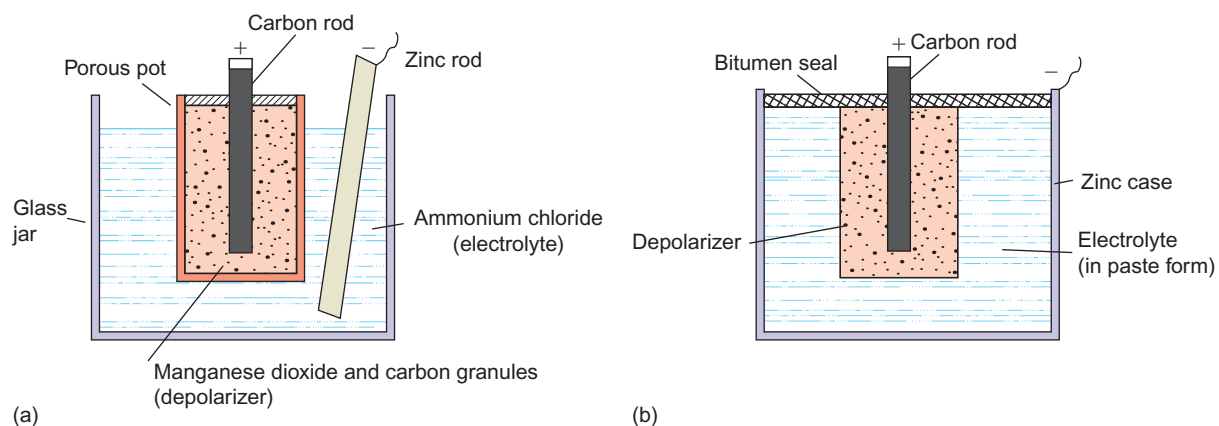 Carbon rod
+
−
Zinc rod
Porous pot
Glass
jar
Ammonium chloride
(electrolyte)
Manganese dioxide and carbon granules
(depolarizer)
(a)
+
Carbon rod
−
Bitumen seal
Zinc case
Depolarizer
Electrolyte
(in paste form)
(b)